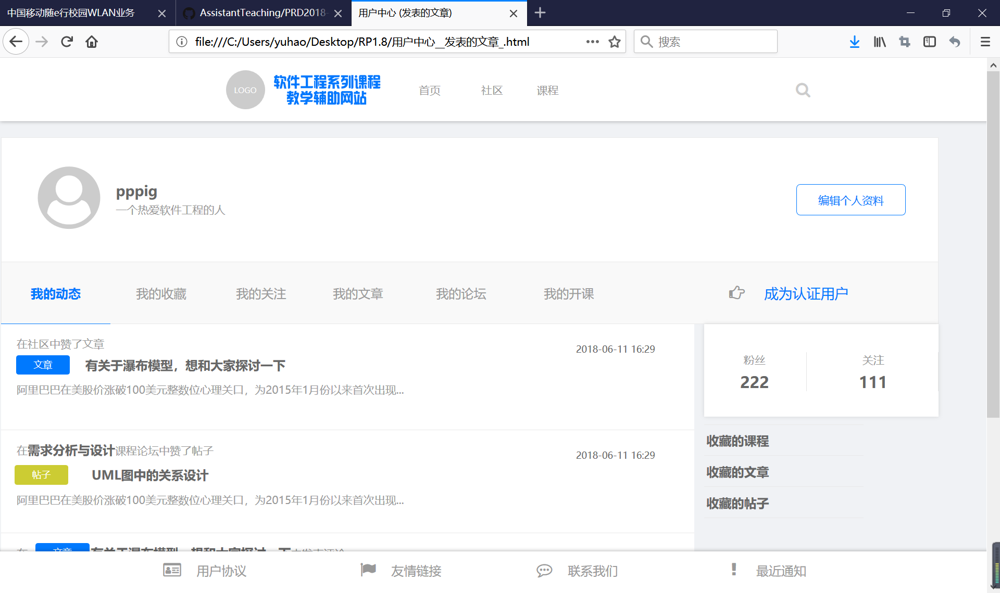 中国移动随e行校园WLAN业务
AssistantTeaching/PRD2018-
用户中心 (发表的文章)
file:///C:/Users/yuhao/Desktop/RP1.8/用户中心__发表的文章_.html
搜索
LOGO
软件工程系列课程
教学辅助网站
首页
社区
课程
pppig
一个热爱软件工程的人
编辑个人资料
我的动态
我的收藏
我的关注
我的文章
我的论坛
我的开课
成为认证用户
在社区中赞了文章
2018-06-11 16:29
文章 有关于瀑布模型，想和大家探讨一下
阿里巴巴在美股价涨破100美元整数位心理关口，为2015年1月份以来首次出现...
粉丝
222
关注
111
在需求分析与设计课程论坛中赞了帖子
2018-06-11 16:29
帖子 UML图中的关系设计
阿里巴巴在美股价涨破100美元整数位心理关口，为2015年1月份以来首次出现...
收藏的课程
收藏的文章
收藏的帖子
在 文章 有关于瀑布模型，想和大家探讨一下中发表评论
用户协议
友情链接
联系我们
最近通知